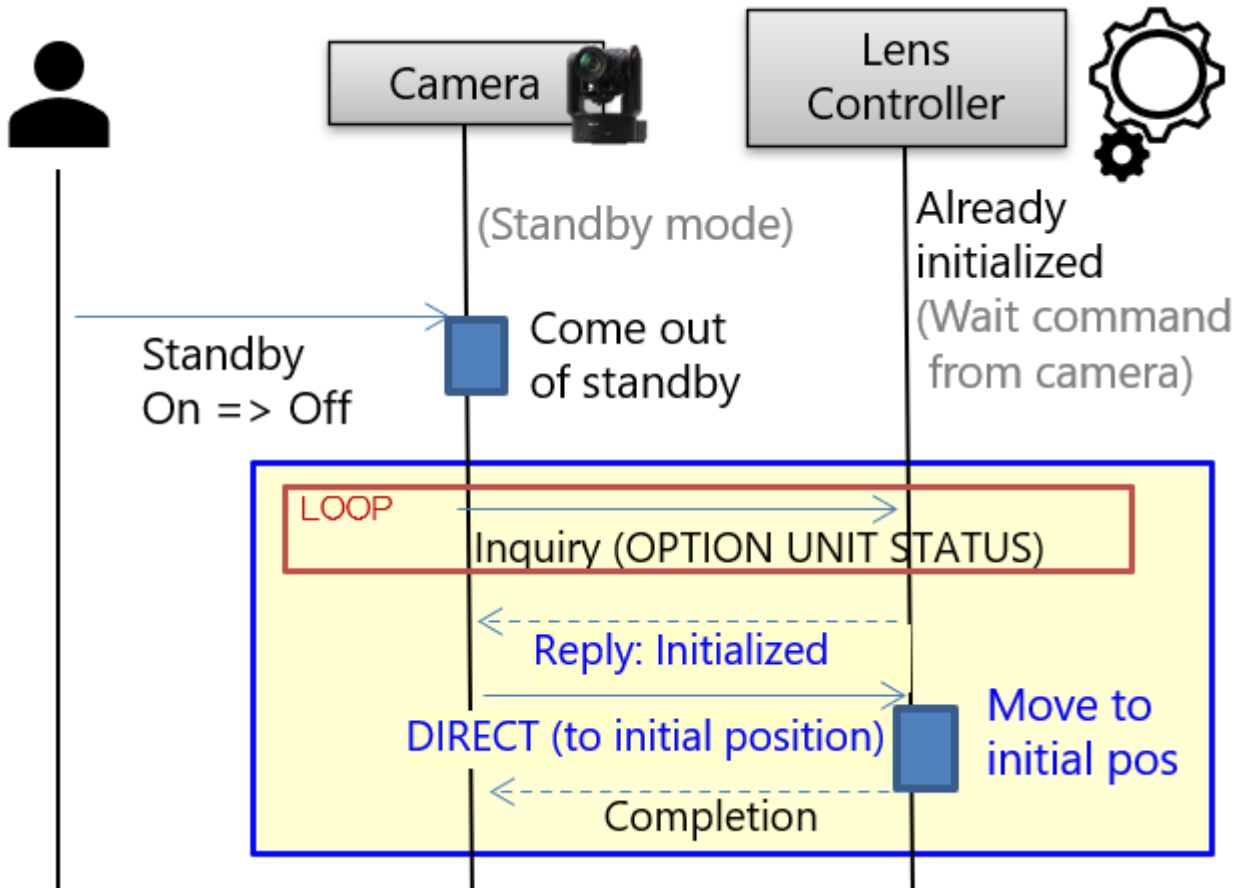 Camera
Lens
Controller
(Standby mode)
Already
initialized
(Wait command
from camera)
Standby
On => Off
Come out
of standby
LOOP
Inquiry (OPTION UNIT STATUS)
Reply: Initialized
DIRECT (to initial position)
Move to
initial pos
Completion